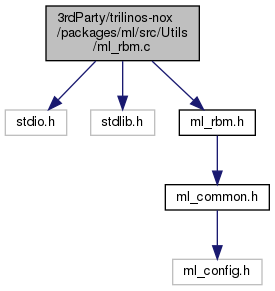 3rdParty/trilinos-nox
/packages/ml/src/Utils
/ml_rbm.c
stdio.h
stdlib.h
ml_rbm.h
ml_common.h
ml_config.h